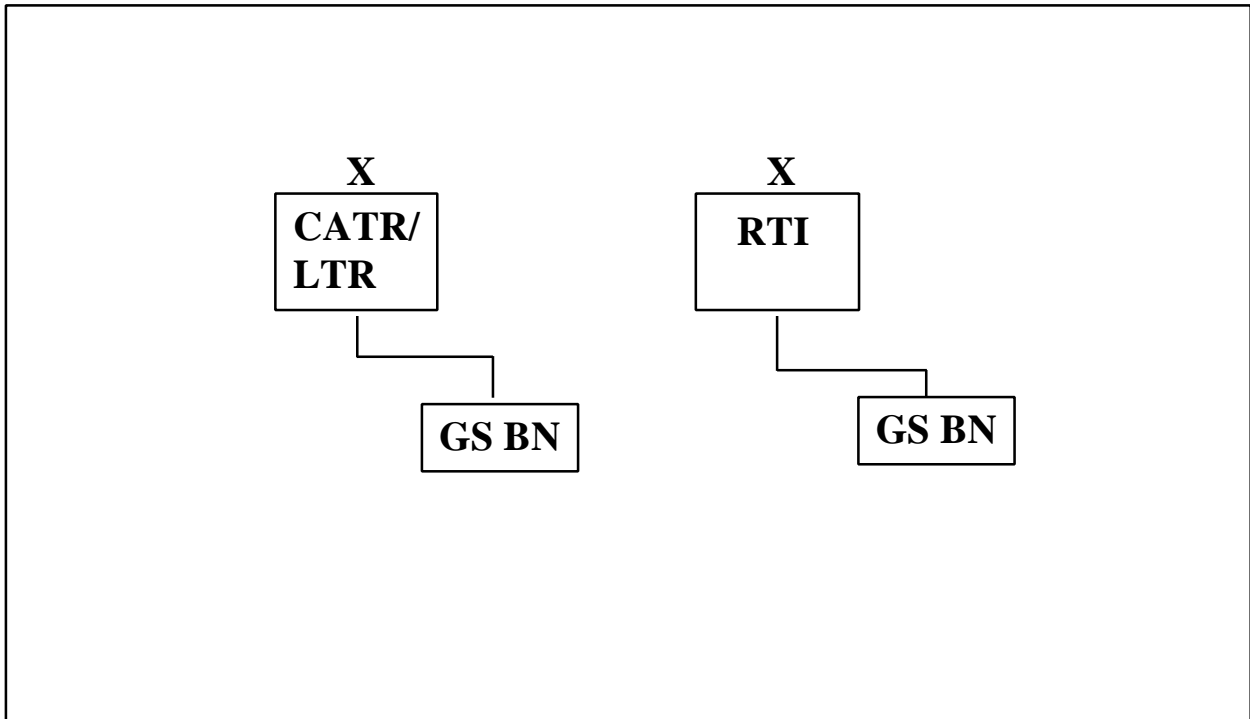 X
CATR/
LTR
GS BN
X
RTI
GS BN